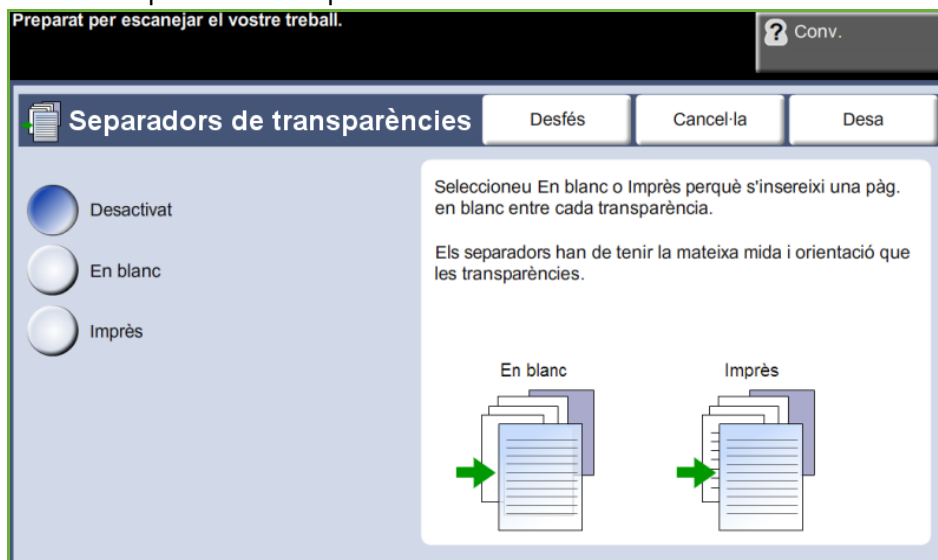 Preparat per escanejar el vostre treball.
? Conv.
Separadors de transparències
Desfés
Cancel·la
Desa
Desactivat
En blanc
Imprès
Seleccioneu En blanc o Imprès perquè s'insereixi una pàg.
en blanc entre cada transparència.
Els separadors han de tenir la mateixa mida i orientació que
les transparències.
En blanc
Imprès